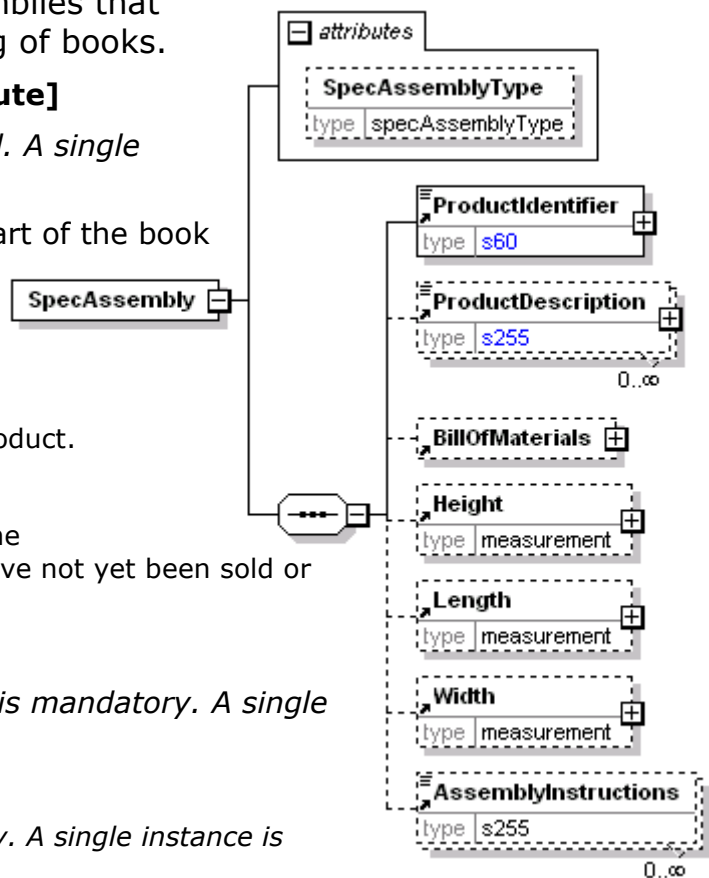 mblies that
g of books.
ute]
. A single
art of the book
oduct.
ne
ve not yet been sold or
is mandatory. A single
y. A single instance is
attributes
SpecAssemblyType
type specAssemblyType
SpecAssembly
ProductIdentifier
type s60
ProductDescription
type s255
0..∞
BillOfMaterials
Height
type measurement
Length
type measurement
Width
type measurement
AssemblyInstructions
type s255
0..∞